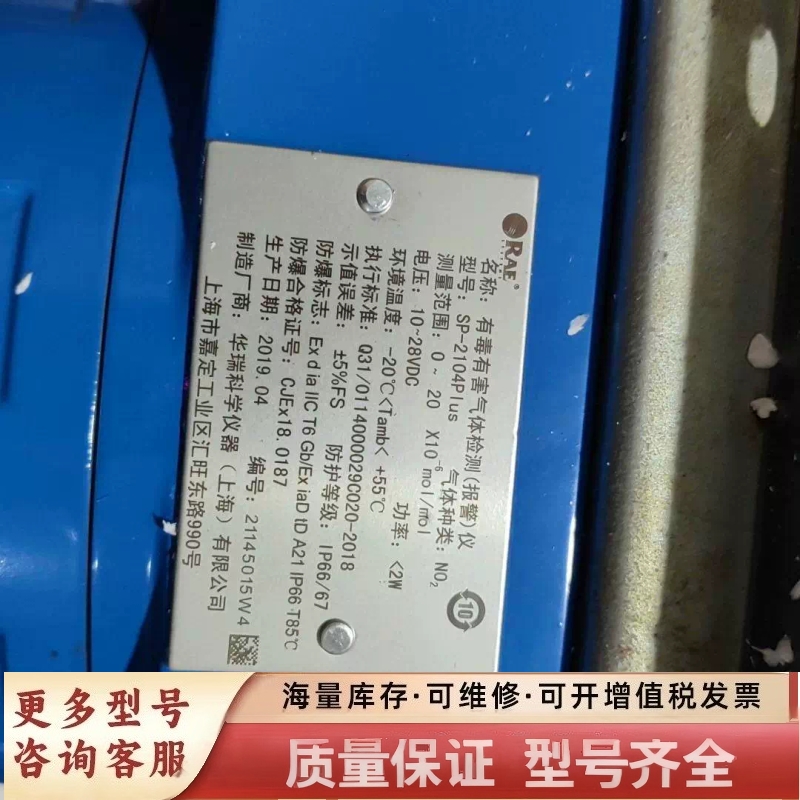 RAE®
名称：有毒有害气体检测(报警)仪
型号：SP-2104Plus 气体种类：NO₂
测量范围：0～20 X10⁻⁶mol/mol
电压：10~28VDC 功率：<2W
环境温度：-20℃<Tamb< +55℃
执行标准：Q31/0114000029C020-2018
示值误差：±5%FS 防护等级：IP66/67
防爆标志：Ex d ia IIC T6 Gb/Ex iaD tD A21 IP66 T85℃
防爆合格证号：CJEx18.0187
生产日期：2019.04 编号：21145015W4
制造厂商：华瑞科学仪器（上海）有限公司
上海市嘉定工业区汇旺东路990号
10
更多型号
咨询客服
海量库存·可维修·可开增值税发票
质量保证 型号齐全